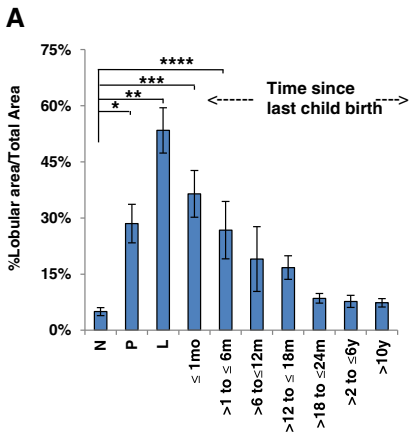 A
75%
60%
45%
30%
15%
0%
%Lobular area/Total Area
****
***
**
*
Time since
last child birth
N
P
L
≤ 1mo
>1 to ≤ 6m
>6 to≤12m
>12 to ≤ 18m
>18 to ≤24m
>2 to ≤6y
>10y